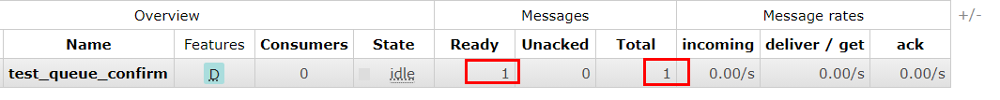 Overview Messages Message rates +/-
Name Features Consumers State Ready Unacked Total incoming deliver / get ack
test_queue_confirm D 0 idle 1 0 1 0.00/s 0.00/s 0.00/s